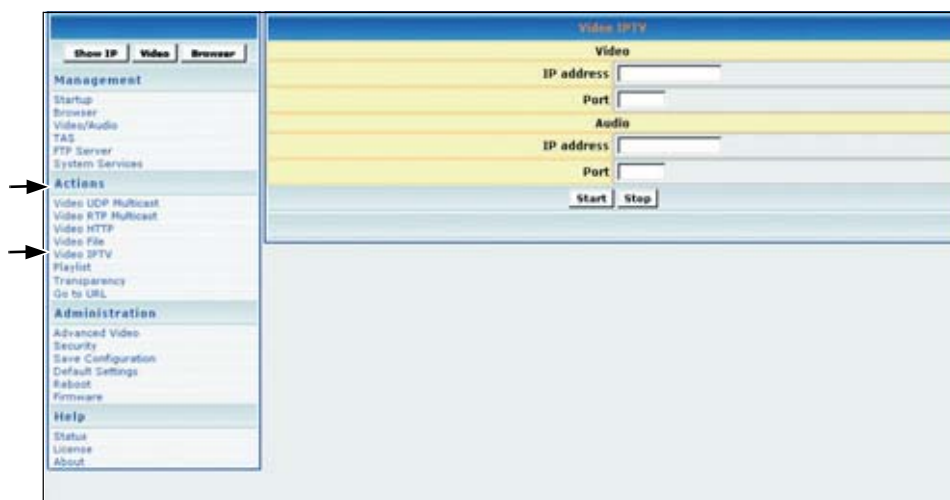 Show IP Video Browser
Management
Startup
Browser
Video/Audio
TAS
FTP Server
System Services
Actions
Video UDP Multicast
Video RTP Multicast
Video HTTP
Video File
Video IPTV
Playlist
Transparency
Go to URL
Administration
Advanced Video
Security
Save Configuration
Default Settings
Reboot
Firmware
Help
Status
License
About
Video IPTV
Video
IP address
Port
Audio
IP address
Port
Start Stop